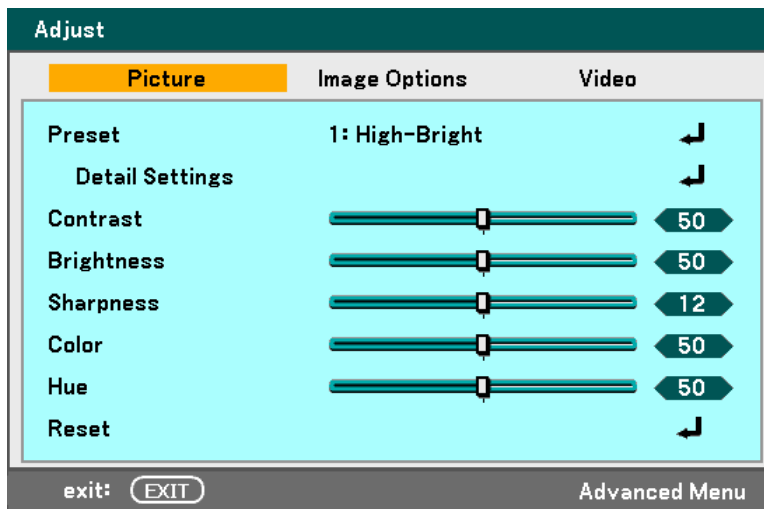 Adjust
Picture Image Options Video
Preset 1: High-Bright
Detail Settings
Contrast 50
Brightness 50
Sharpness 12
Color 50
Hue 50
Reset
exit: EXIT Advanced Menu